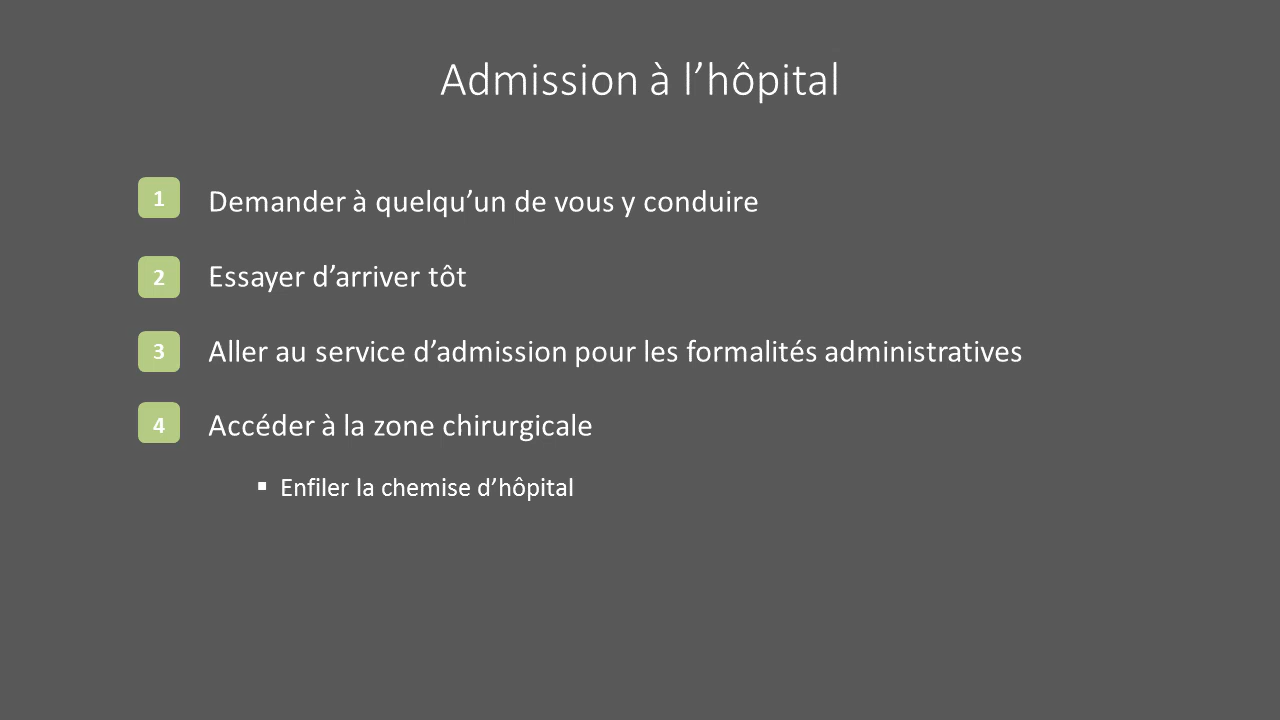 Admission à l’hôpital
1 Demander à quelqu’un de vous y conduire
2 Essayer d’arriver tôt
3 Aller au service d’admission pour les formalités administratives
4 Accéder à la zone chirurgicale
▪ Enfiler la chemise d’hôpital